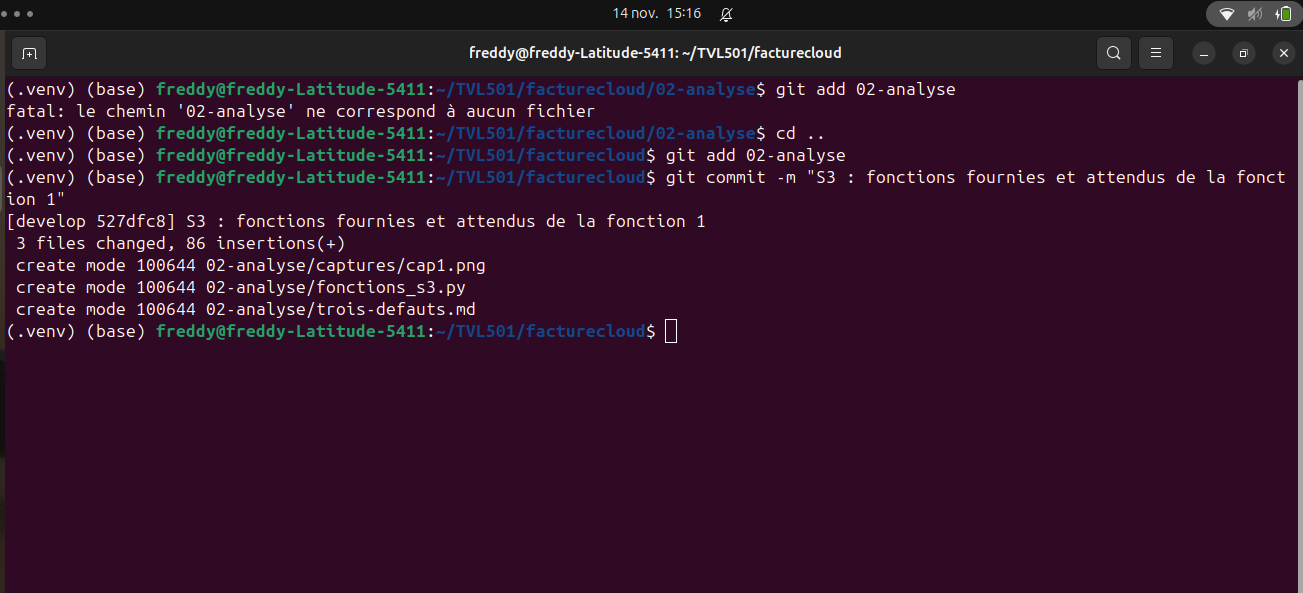 14 nov.  15:16
freddy@freddy-Latitude-5411: ~/TVL501/facturecloud
(.venv) (base) freddy@freddy-Latitude-5411:~/TVL501/facturecloud/02-analyse$ git add 02-analyse
fatal: le chemin '02-analyse' ne correspond à aucun fichier
(.venv) (base) freddy@freddy-Latitude-5411:~/TVL501/facturecloud/02-analyse$ cd ..
(.venv) (base) freddy@freddy-Latitude-5411:~/TVL501/facturecloud$ git add 02-analyse
(.venv) (base) freddy@freddy-Latitude-5411:~/TVL501/facturecloud$ git commit -m "S3 : fonctions fournies et attendus de la fonct
ion 1"
[develop 527dfc8] S3 : fonctions fournies et attendus de la fonction 1
 3 files changed, 86 insertions(+)
 create mode 100644 02-analyse/captures/cap1.png
 create mode 100644 02-analyse/fonctions_s3.py
 create mode 100644 02-analyse/trois-defauts.md
(.venv) (base) freddy@freddy-Latitude-5411:~/TVL501/facturecloud$